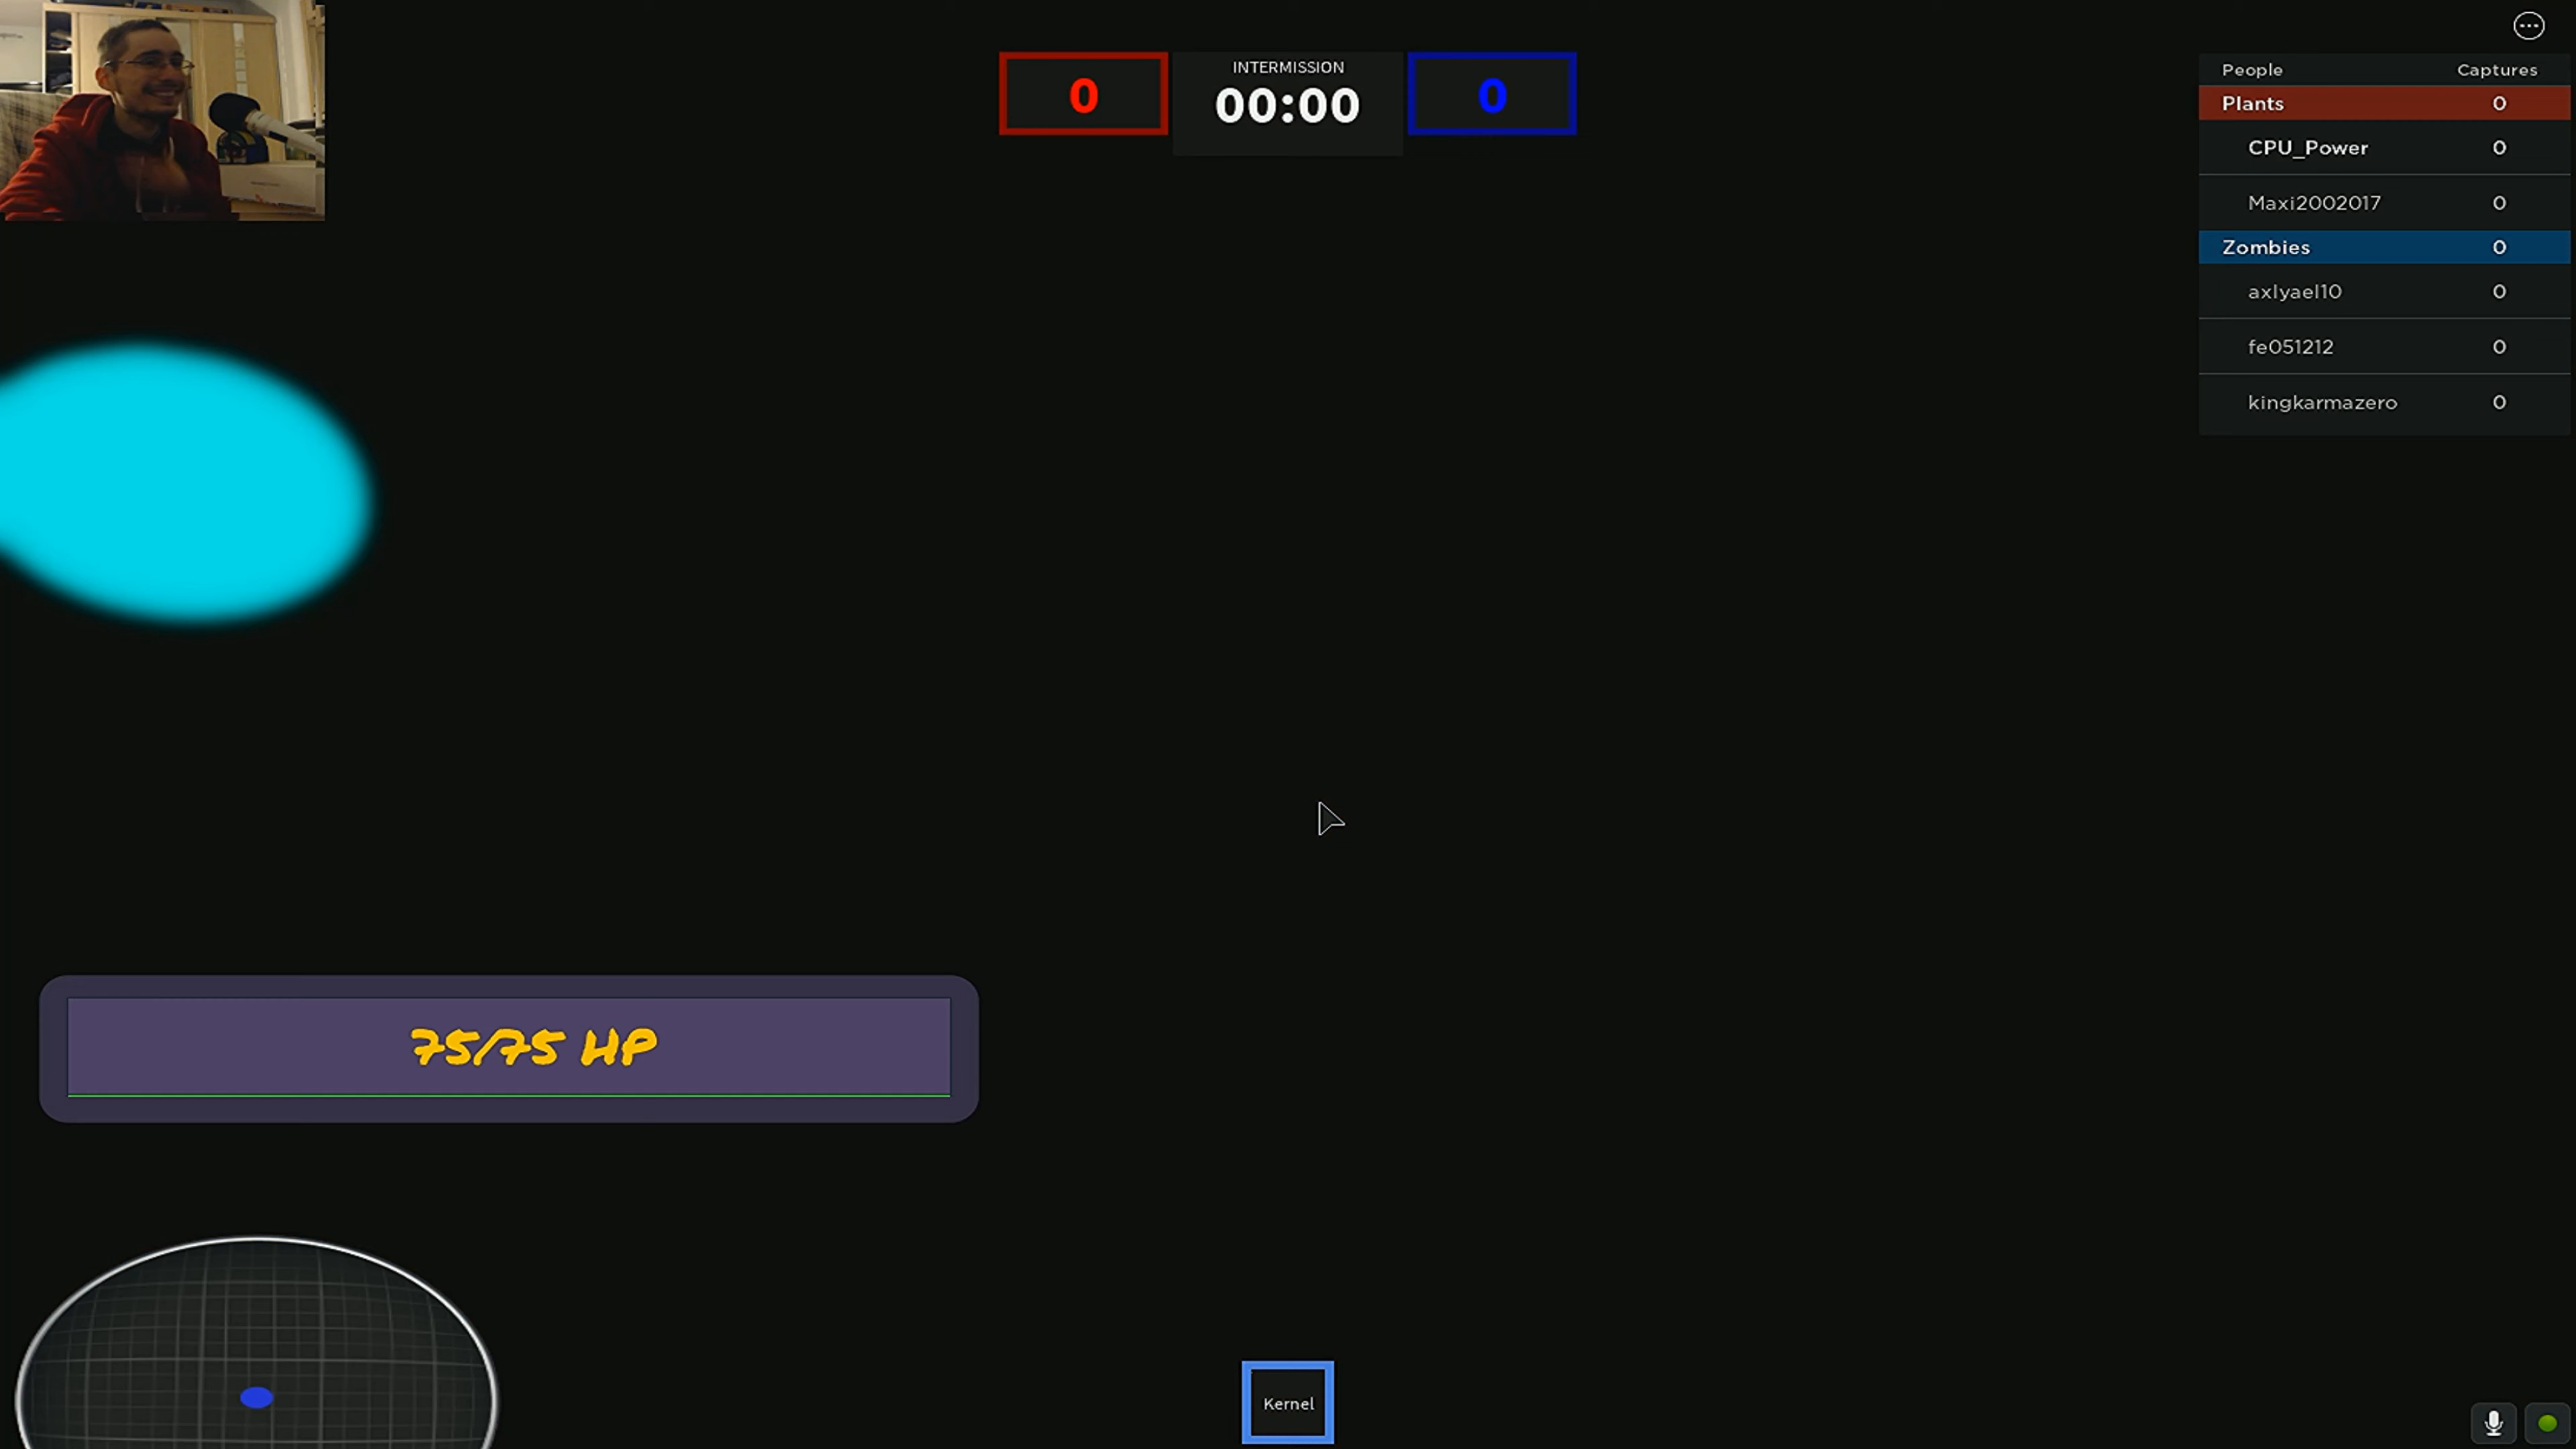 0
INTERMISSION
00:00
0
People Captures
Plants 0
CPU_Power 0
Maxi2002017 0
Zombies 0
axlyael10 0
fe051212 0
kingkarmazero 0
75/75 HP
Kernel